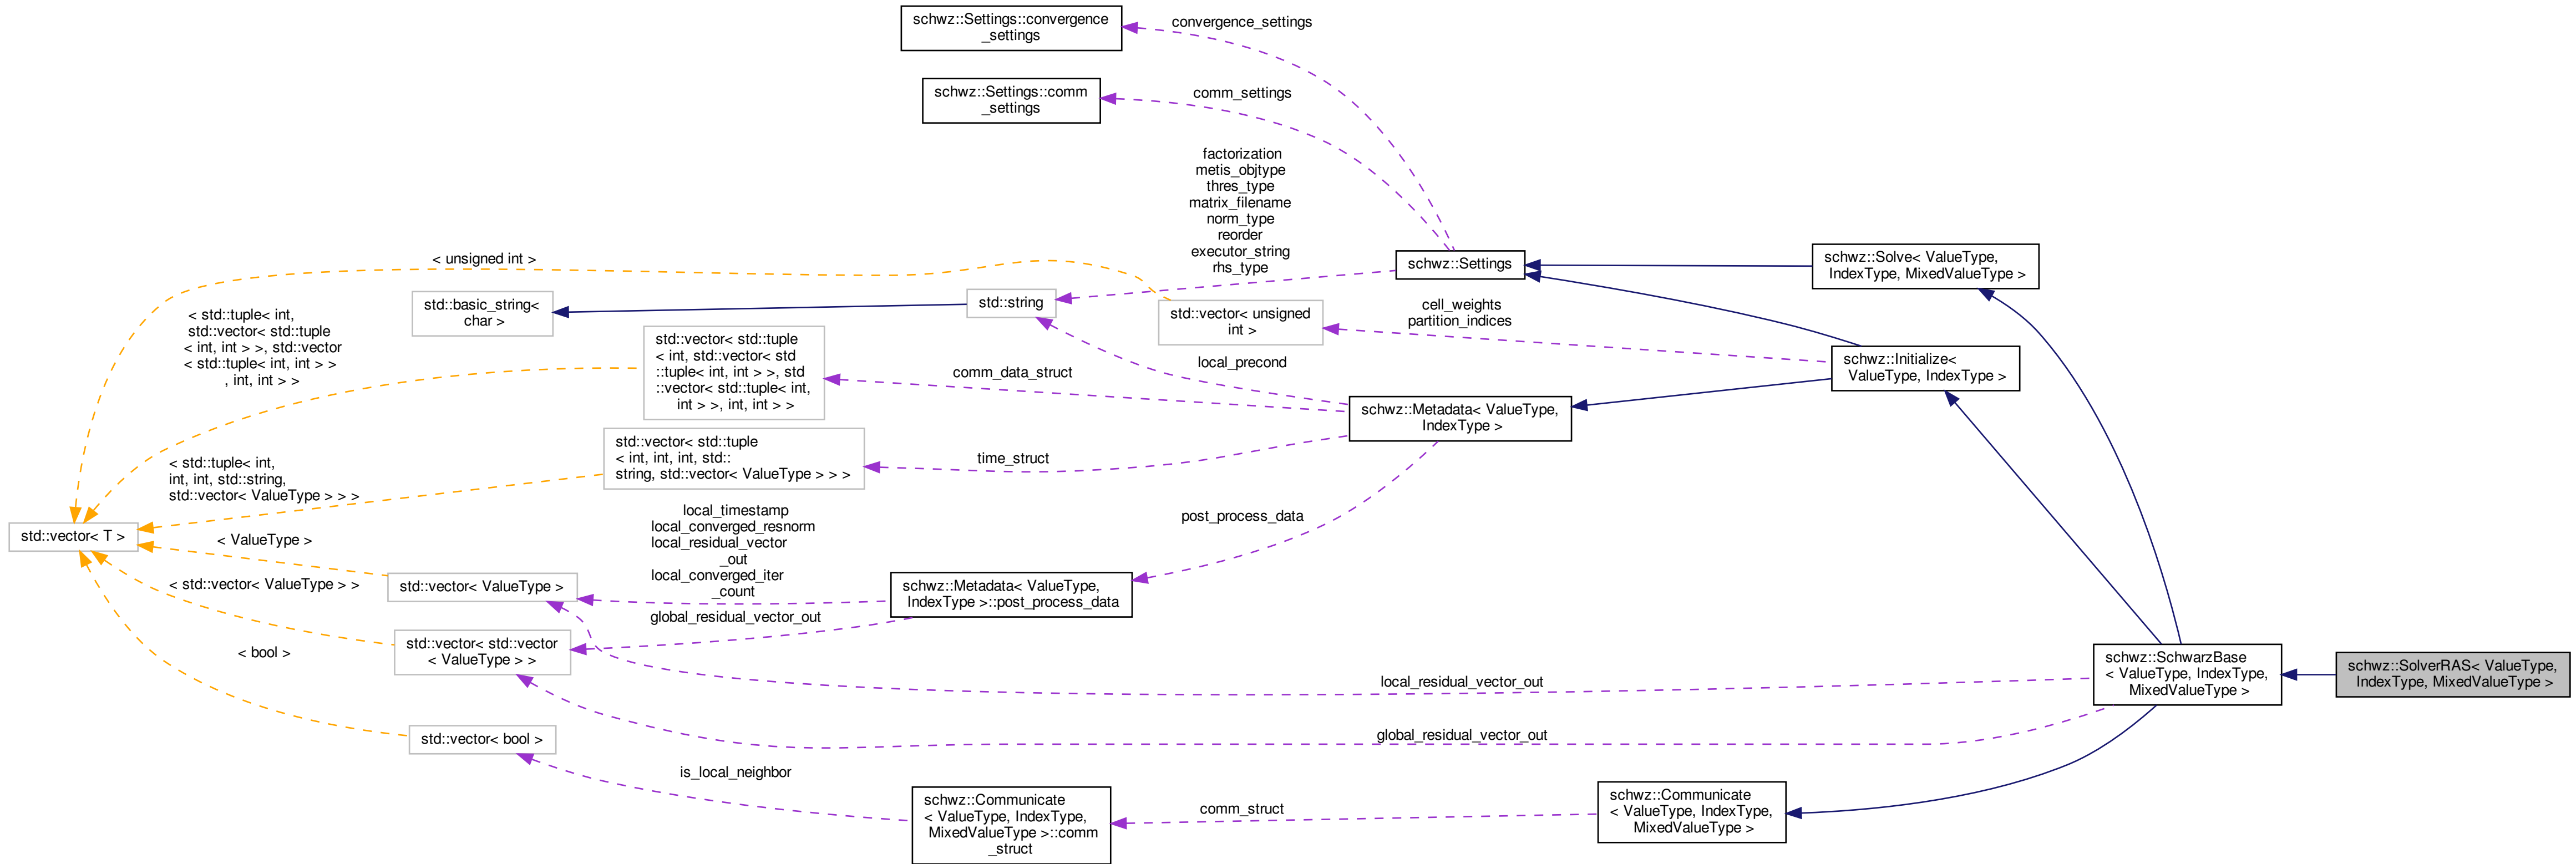 schwz::Settings::convergence
_settings
convergence_settings
schwz::Settings::comm
_settings
comm_settings
factorization
metis_objtype
thres_type
matrix_filename
norm_type
reorder
executor_string
rhs_type
schwz::Settings
schwz::Solve< ValueType,
IndexType, MixedValueType >
< unsigned int >
std::basic_string<
char >
std::string
std::vector< unsigned
int >
cell_weights
partition_indices
< std::tuple< int,
std::vector< std::tuple
< int, int > >, std::vector
< std::tuple< int, int > >
, int, int > >
std::vector< std::tuple
< int, std::vector< std
::tuple< int, int > >, std
::vector< std::tuple< int,
int > >, int, int > >
comm_data_struct
local_precond
schwz::Initialize<
ValueType, IndexType >
schwz::Metadata< ValueType,
IndexType >
std::vector< std::tuple
< int, int, int, std::
string, std::vector< ValueType > > >
time_struct
< std::tuple< int,
int, int, std::string,
std::vector< ValueType > > >
std::vector< T >
< ValueType >
local_timestamp
local_converged_resnorm
local_residual_vector
_out
local_converged_iter
_count
post_process_data
< std::vector< ValueType > >
std::vector< ValueType >
schwz::Metadata< ValueType,
IndexType >::post_process_data
global_residual_vector_out
std::vector< std::vector
< ValueType > >
< bool >
local_residual_vector_out
schwz::SchwarzBase
< ValueType, IndexType,
MixedValueType >
schwz::SolverRAS< ValueType,
IndexType, MixedValueType >
std::vector< bool >
global_residual_vector_out
is_local_neighbor
schwz::Communicate
< ValueType, IndexType,
MixedValueType >::comm
_struct
comm_struct
schwz::Communicate
< ValueType, IndexType,
MixedValueType >